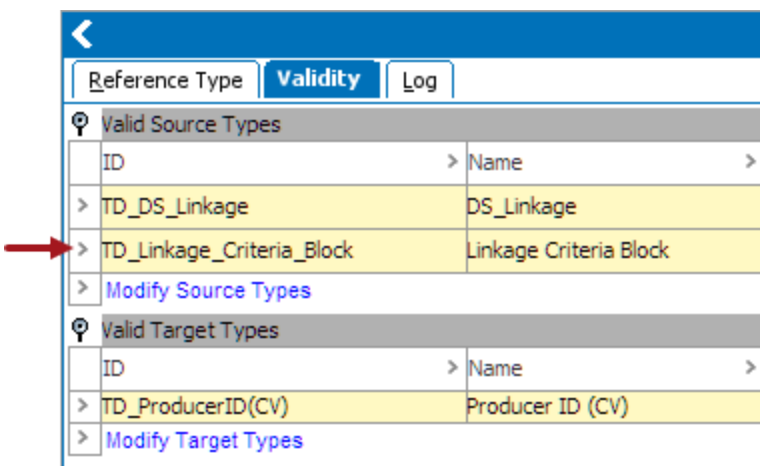 Reference Type Validity Log
Valid Source Types
ID > Name >
> TD_DS_Linkage DS_Linkage
> TD_Linkage_Criteria_Block Linkage Criteria Block
> Modify Source Types
Valid Target Types
ID > Name >
> TD_ProducerID(CV) Producer ID (CV)
> Modify Target Types